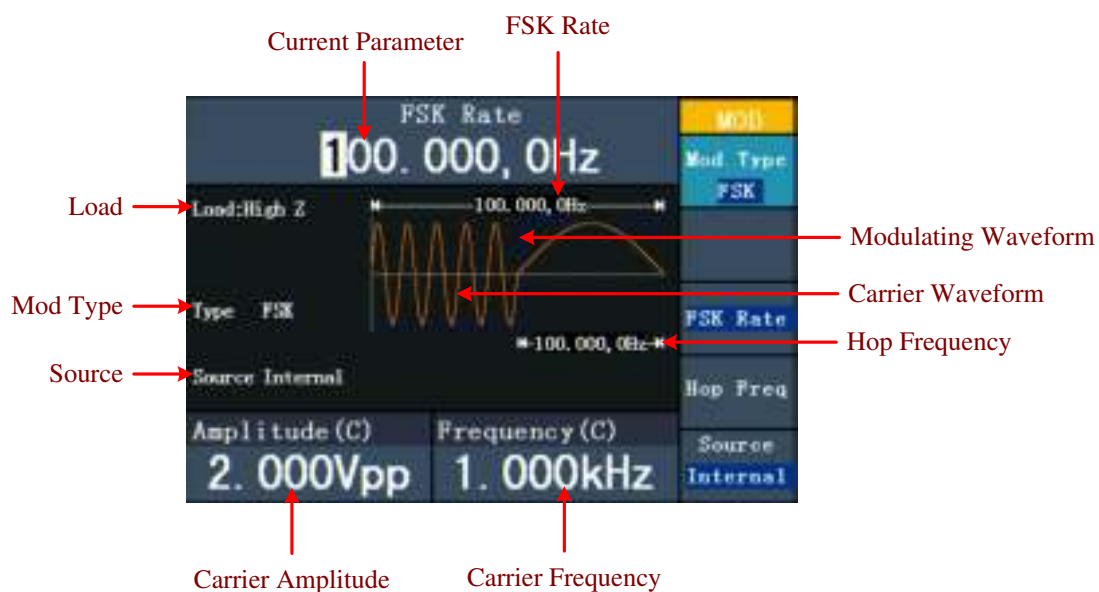 FSK Rate
Current Parameter
FSK Rate
100.000,0Hz
MOD
Mod Type
FSK
Load
Load:High Z
100.000,0Hz
Modulating Waveform
Mod Type
Type FSK
Carrier Waveform
FSK Rate
100.000,0Hz
Hop Frequency
Source
Source Internal
Hop Freq
Amplitude(C)
2.000Vpp
Frequency(C)
1.000kHz
Source
Internal
Carrier Amplitude
Carrier Frequency